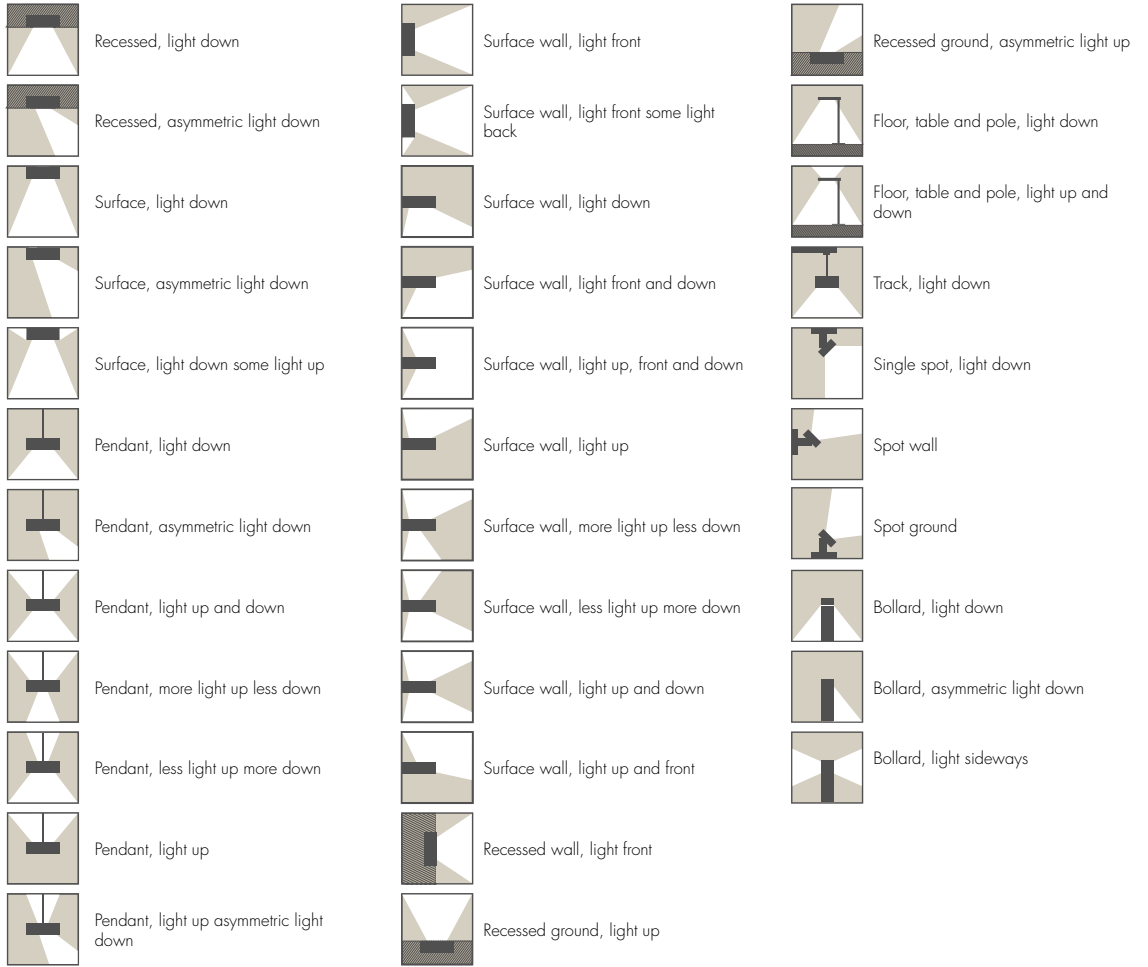 Recessed, light down
Recessed, asymmetric light down
Surface, light down
Surface, asymmetric light down
Surface, light down some light up
Pendant, light down
Pendant, asymmetric light down
Pendant, light up and down
Pendant, more light up less down
Pendant, less light up more down
Pendant, light up
Pendant, light up asymmetric light
down
Surface wall, light front
Surface wall, light front some light
back
Surface wall, light down
Surface wall, light front and down
Surface wall, light up, front and down
Surface wall, light up
Surface wall, more light up less down
Surface wall, less light up more down
Surface wall, light up and down
Surface wall, light up and front
Recessed wall, light front
Recessed ground, light up
Recessed ground, asymmetric light up
Floor, table and pole, light down
Floor, table and pole, light up and
down
Track, light down
Single spot, light down
Spot wall
Spot ground
Bollard, light down
Bollard, asymmetric light down
Bollard, light sideways